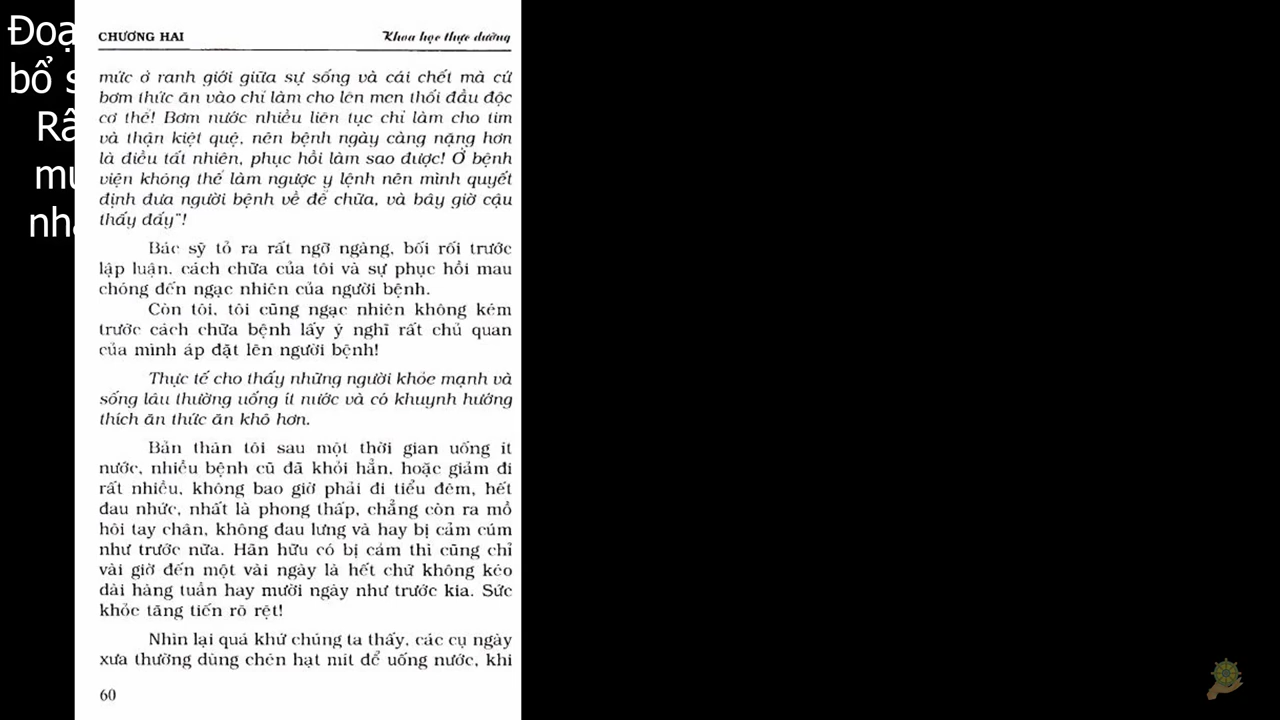 Đoạ
bổ s
Rấ
mu
nhấ
CHƯƠNG HAI
Khoa học thực dưỡng
mức ở ranh giới giữa sự sống và cái chết mà cứ
bơm thức ăn vào chỉ làm cho lên men thối đầu độc
cơ thể! Bơm nước nhiều liên tục chỉ làm cho tim
và thận kiệt quệ, nên bệnh ngày càng nặng hơn
là điều tất nhiên, phục hồi làm sao được! Ở bệnh
viện không thể làm ngược y lệnh nên mình quyết
định đưa người bệnh về để chữa, và bây giờ cậu
thấy đấy"!
Bác sỹ tỏ ra rất ngỡ ngàng, bối rối trước
lập luận, cách chữa của tôi và sự phục hồi mau
chóng đến ngạc nhiên của người bệnh.
Còn tôi, tôi cũng ngạc nhiên không kém
trước cách chữa bệnh lấy ý nghĩ rất chủ quan
của mình áp đặt lên người bệnh!
Thực tế cho thấy những người khỏe mạnh và
sống lâu thường uống ít nước và có khuynh hướng
thích ăn thức ăn khô hơn.
Bản thân tôi sau một thời gian uống ít
nước, nhiều bệnh cũ đã khỏi hẳn, hoặc giảm đi
rất nhiều, không bao giờ phải đi tiểu đêm, hết
đau nhức, nhất là phong thấp, chẳng còn ra mồ
hôi tay chân, không đau lưng và hay bị cảm cúm
như trước nữa. Hãn hữu có bị cảm thì cũng chỉ
vài giờ đến một vài ngày là hết chứ không kéo
dài hàng tuần hay mười ngày như trước kia. Sức
khỏe tăng tiến rõ rệt!
Nhìn lại quá khứ chúng ta thấy, các cụ ngày
xưa thường dùng chén hạt mít để uống nước, khi
60